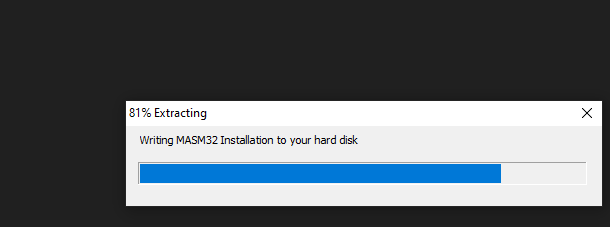 81% Extracting
Writing MASM32 Installation to your hard disk